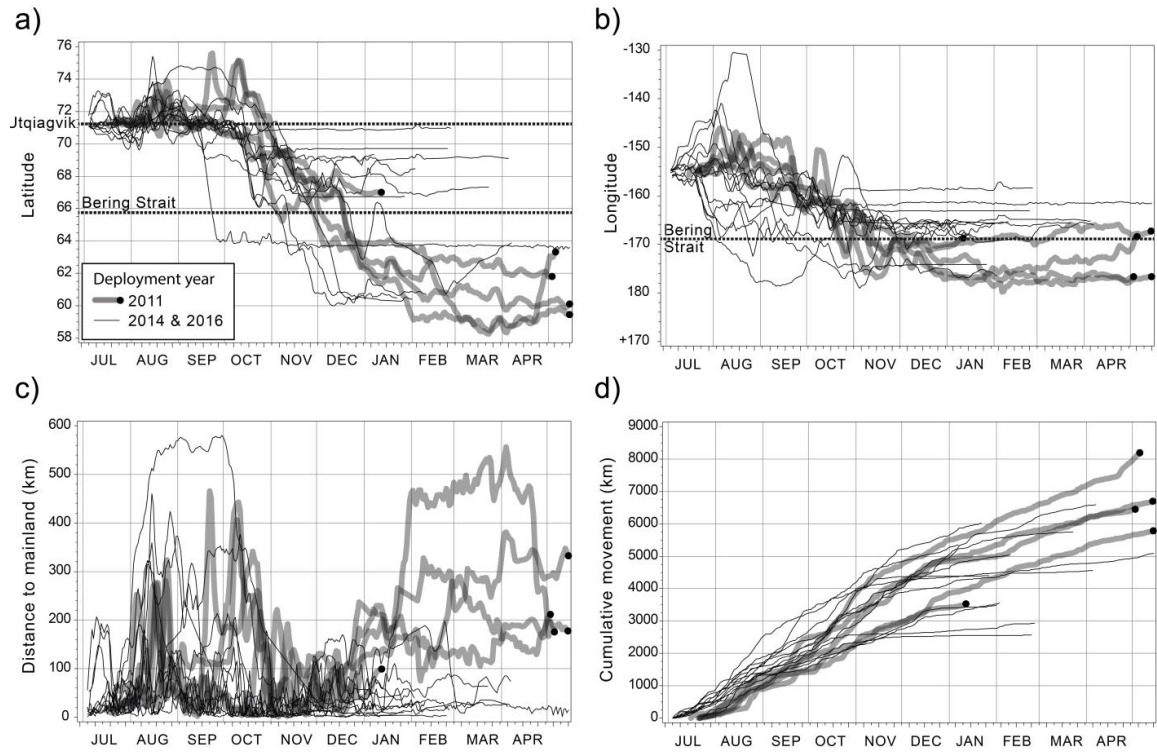 a)
76
74
72
Utqiagvik
70
Latitude
68
Bering Strait
66
64
62
60
58
Deployment year
2011
2014 & 2016
JUL AUG SEP OCT NOV DEC JAN FEB MAR APR
b)
-130
-140
-150
Longitude
-160
Bering
-170
Strait
180
+170
JUL AUG SEP OCT NOV DEC JAN FEB MAR APR
c)
600
500
400
Distance to mainland (km)
300
200
100
0
JUL AUG SEP OCT NOV DEC JAN FEB MAR APR
d)
9000
8000
7000
6000
Cumulative movement (km)
5000
4000
3000
2000
1000
0
JUL AUG SEP OCT NOV DEC JAN FEB MAR APR